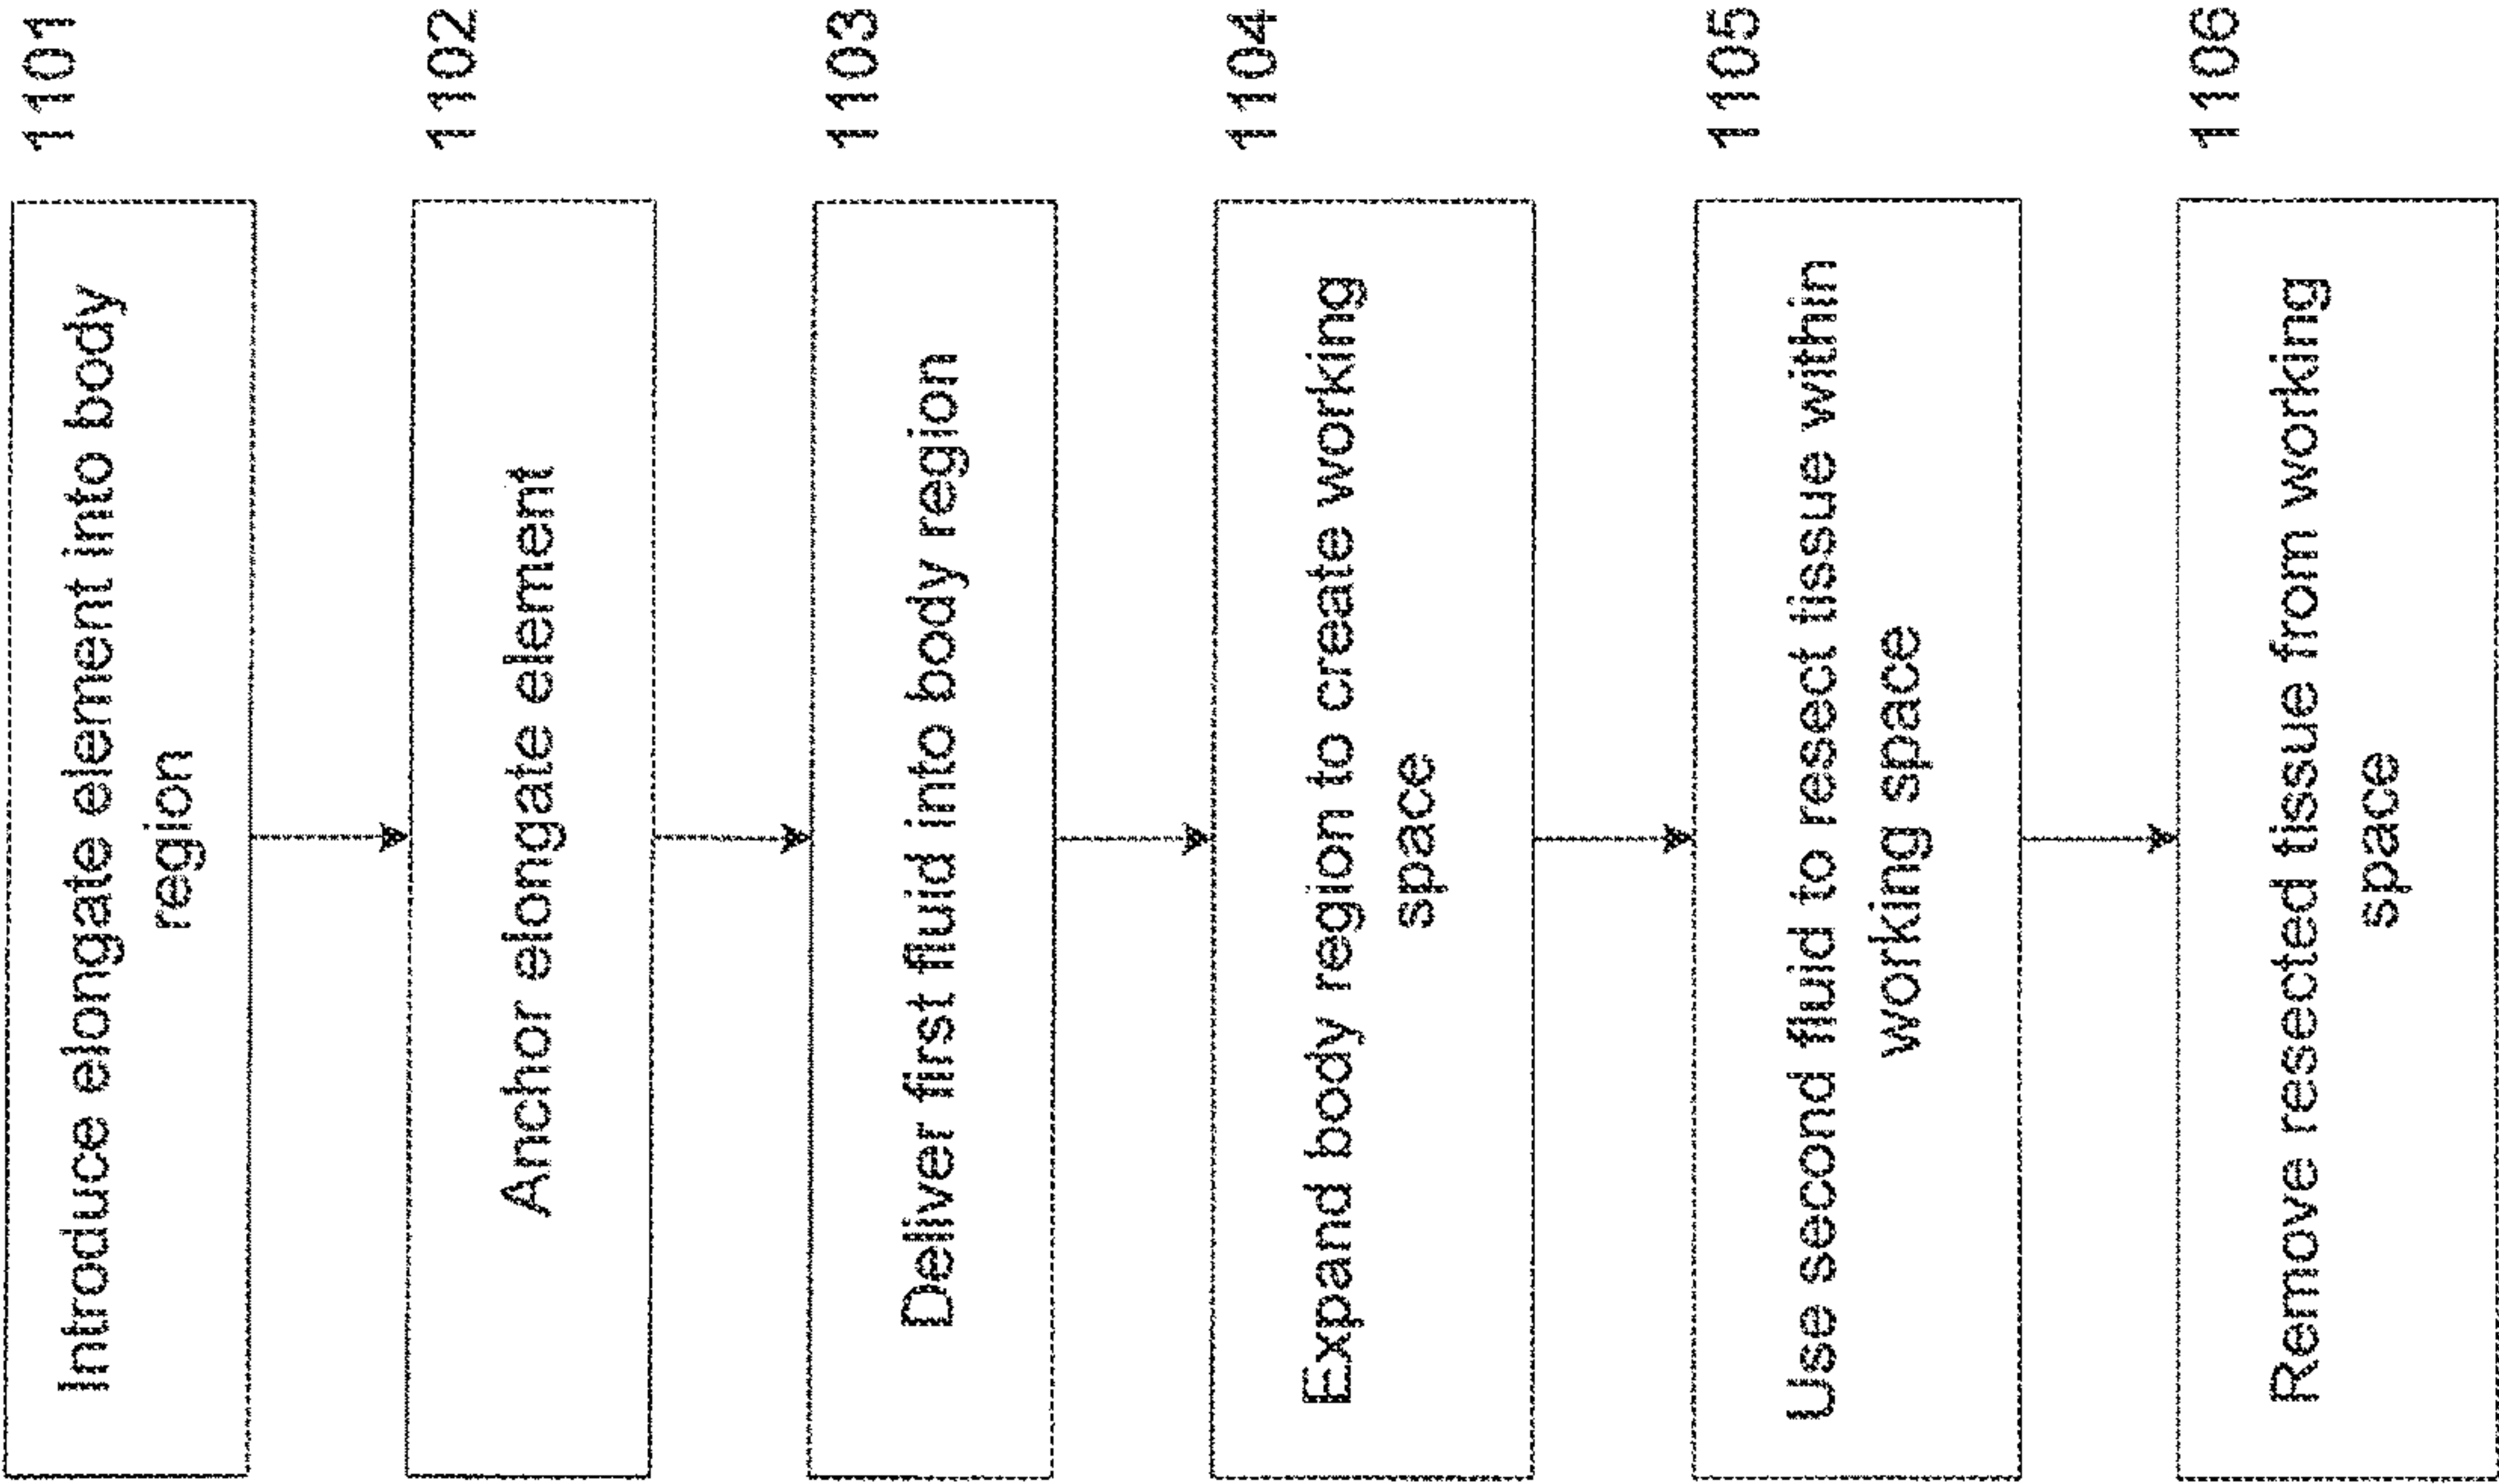 Introduce elongate element into body
region
1101
Anchor elongate element
1102
Deliver first fluid into body region
1103
Expand body region to create working
space
1104
Use second fluid to resect tissue within
working space
1105
Remove resected tissue from working
space
1106